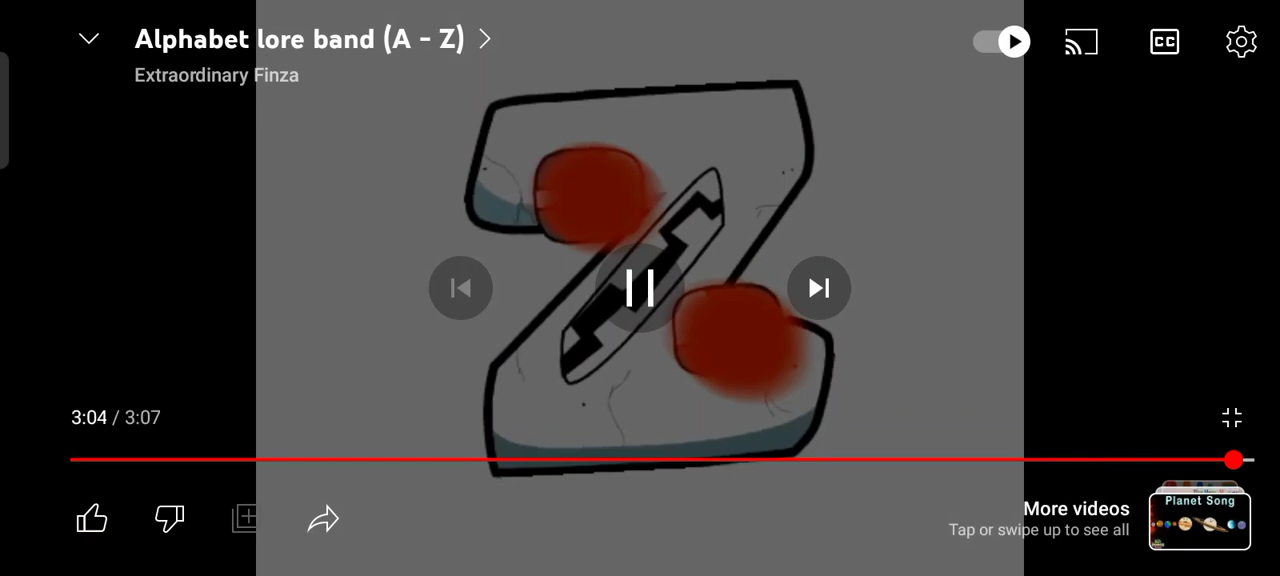 Alphabet lore band (A - Z)
Extraordinary Finza
CC
3:04 / 3:07
More videos
Tap or swipe up to see all
Planet Song